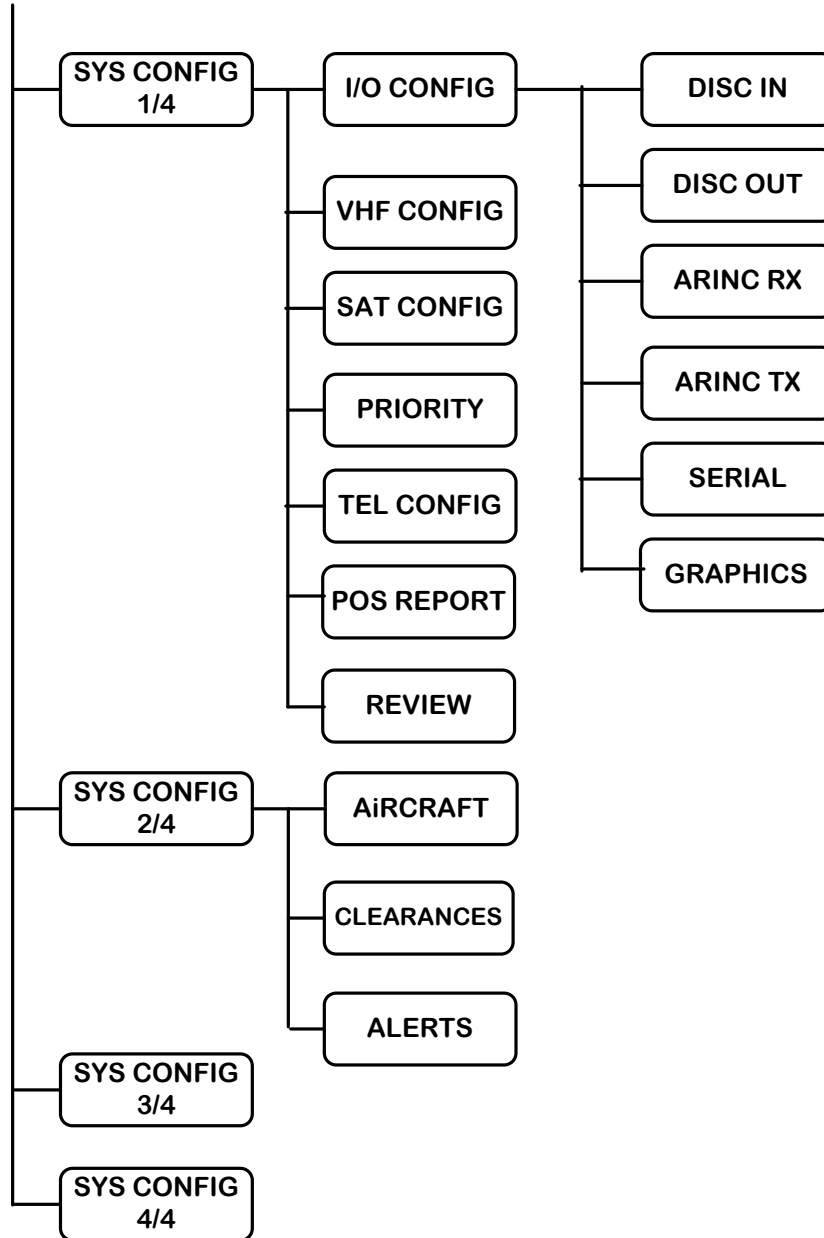 SYS CONFIG
1/4
I/O CONFIG
DISC IN
DISC OUT
VHF CONFIG
ARINC RX
SAT CONFIG
ARINC TX
PRIORITY
SERIAL
TEL CONFIG
GRAPHICS
POS REPORT
REVIEW
SYS CONFIG
2/4
AiRCRAFT
CLEARANCES
ALERTS
SYS CONFIG
3/4
SYS CONFIG
4/4